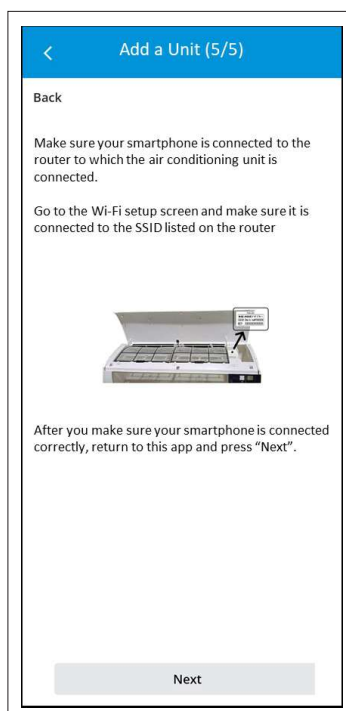 Add a Unit (5/5)
Back
Make sure your smartphone is connected to the
router to which the air conditioning unit is
connected.
Go to the Wi-Fi setup screen and make sure it is
connected to the SSID listed on the router
After you make sure your smartphone is connected
correctly, return to this app and press “Next”.
Next